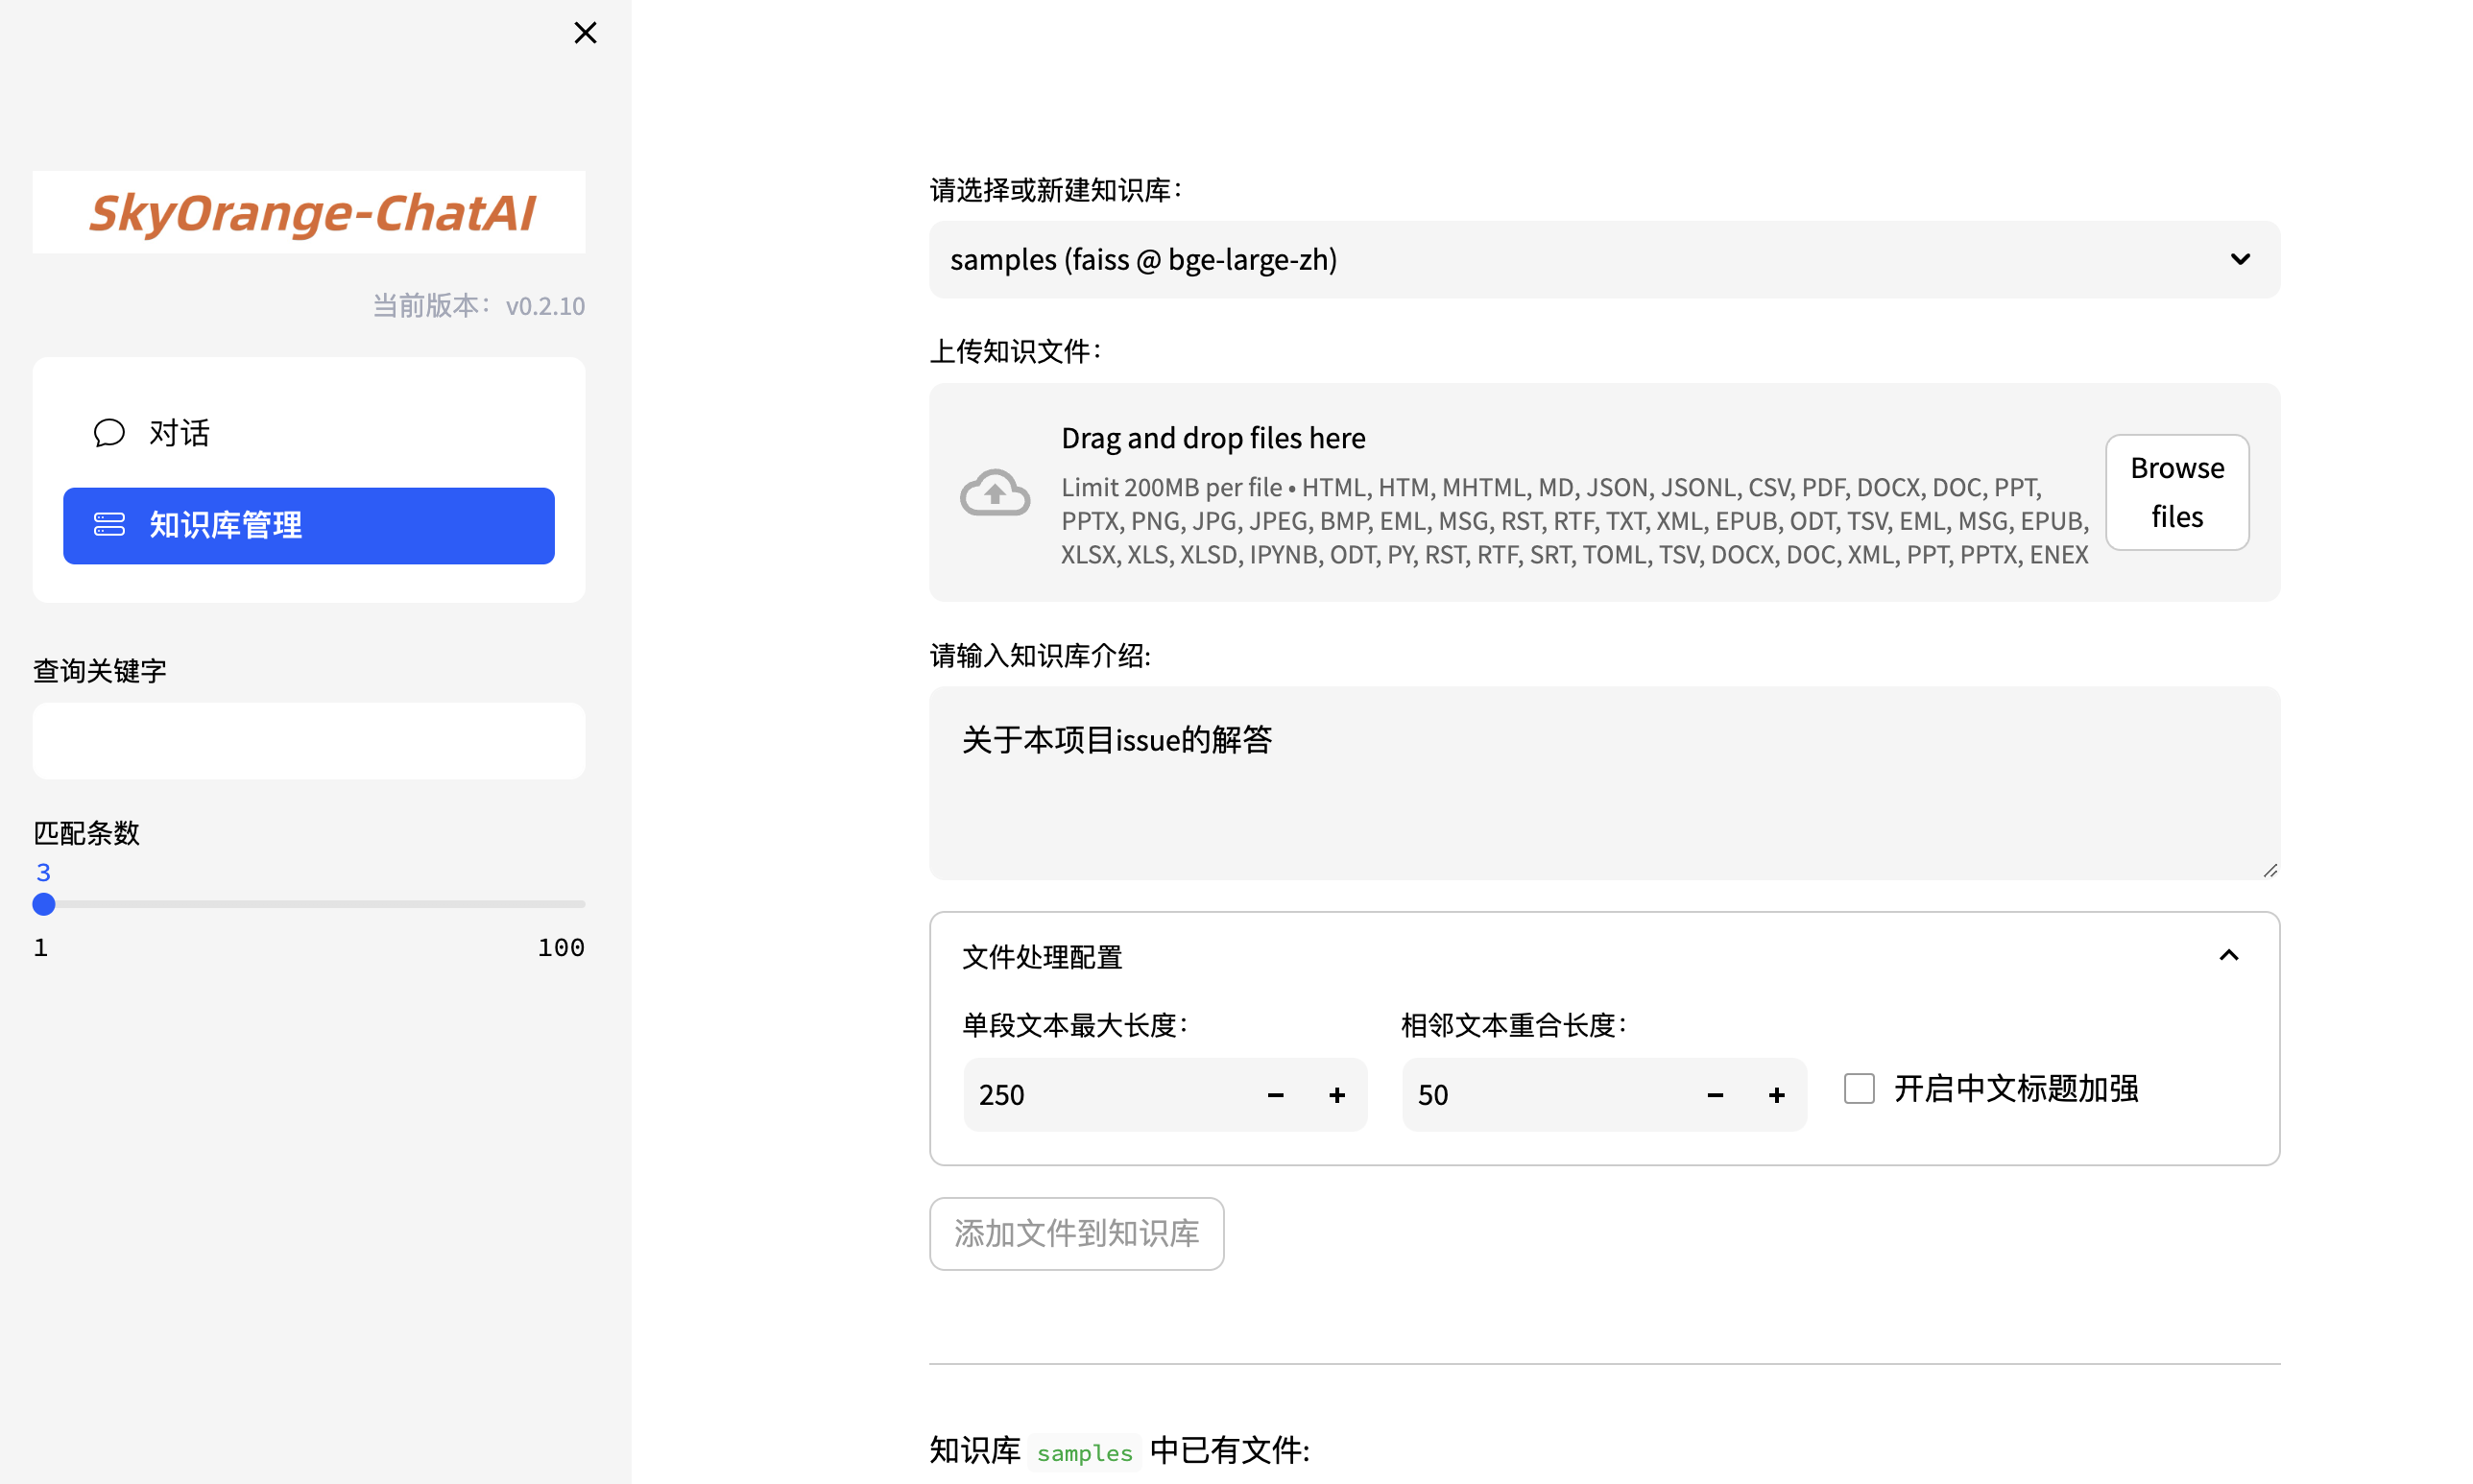 SkyOrange-ChatAI
当前版本：v0.2.10
对话
知识库管理
查询关键字
匹配条数
3
1
100
请选择或新建知识库：
samples (faiss @ bge-large-zh)
上传知识文件：
Drag and drop files here
Limit 200MB per file • HTML, HTM, MHTML, MD, JSON, JSONL, CSV, PDF, DOCX, DOC, PPT,
PPTX, PNG, JPG, JPEG, BMP, EML, MSG, RST, RTF, TXT, XML, EPUB, ODT, TSV, EML, MSG, EPUB,
XLSX, XLS, XLSD, IPYNB, ODT, PY, RST, RTF, SRT, TOML, TSV, DOCX, DOC, XML, PPT, PPTX, ENEX
Browse
files
请输入知识库介绍:
关于本项目issue的解答
文件处理配置
单段文本最大长度：
250
相邻文本重合长度：
50
开启中文标题加强
添加文件到知识库
知识库 samples 中已有文件: